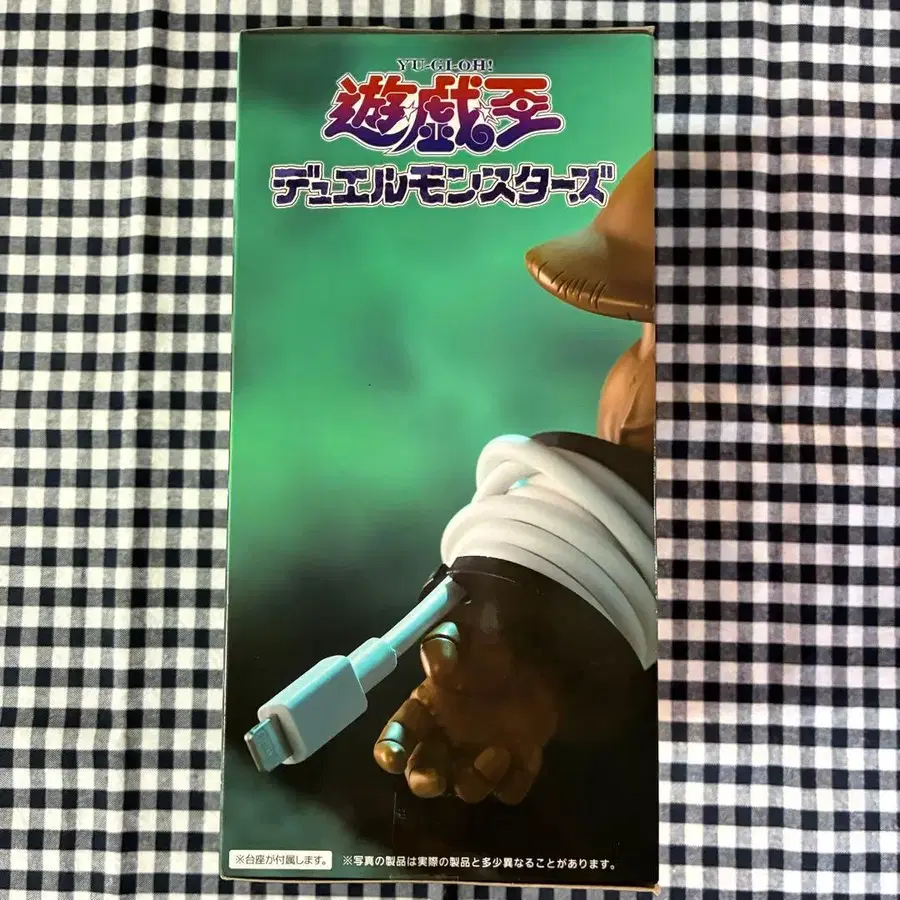 YU-GI-OH!
遊戯王
デュエルモンスターズ
※台座が付属します。
※写真の製品は実際の製品と多少異なることがあります。